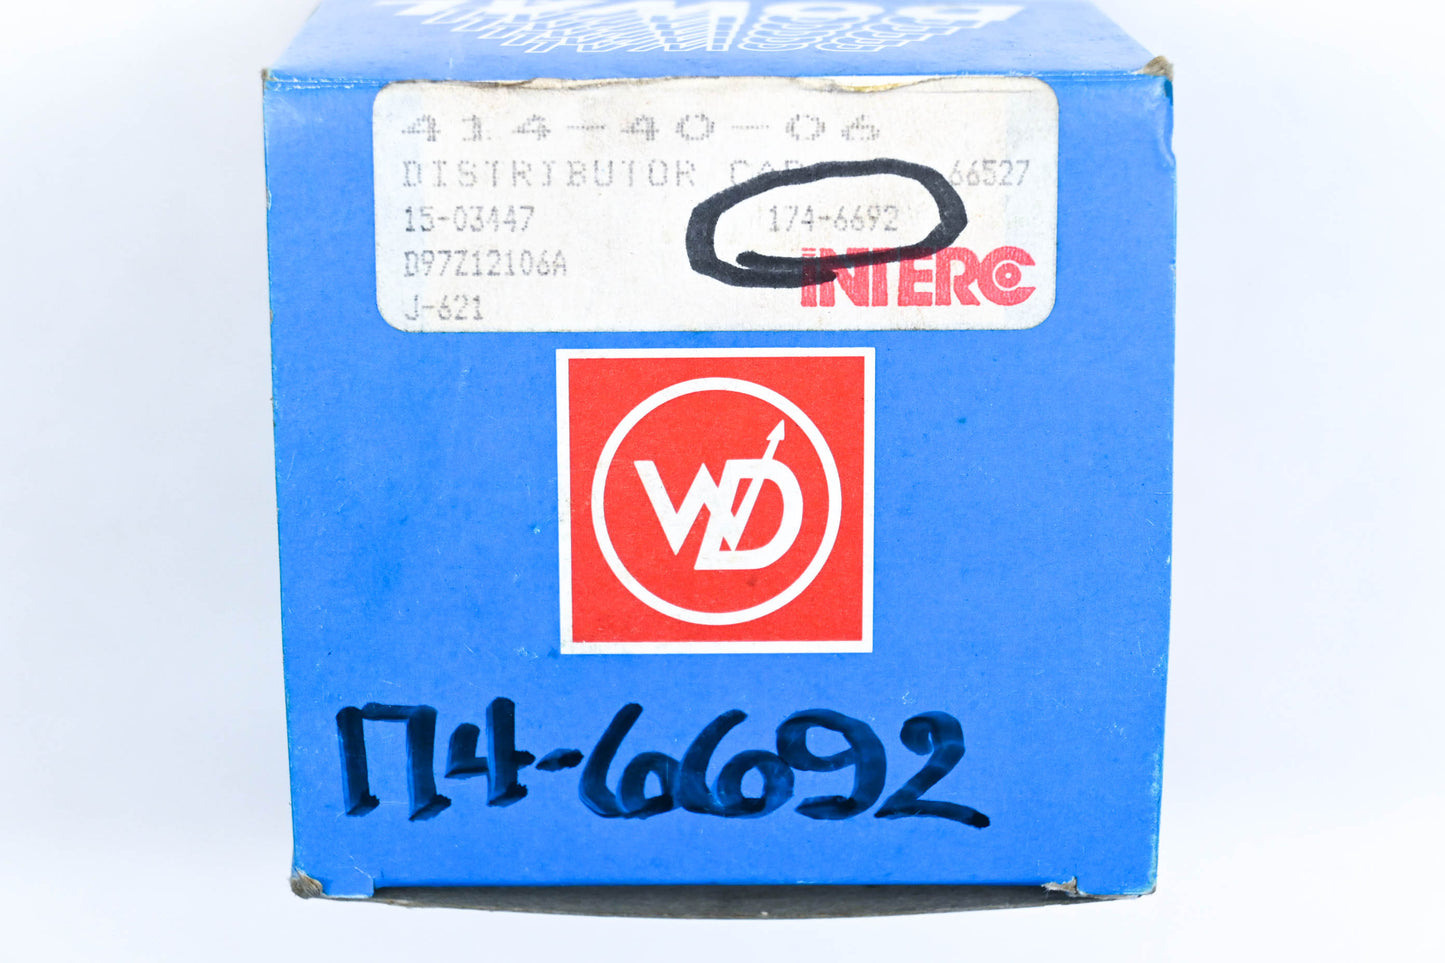 414-40-06
DISTRIBUTOR CAP 66527
15-03447 174-6692
D97Z12106A
INTERC
J-621
WD
174-6692